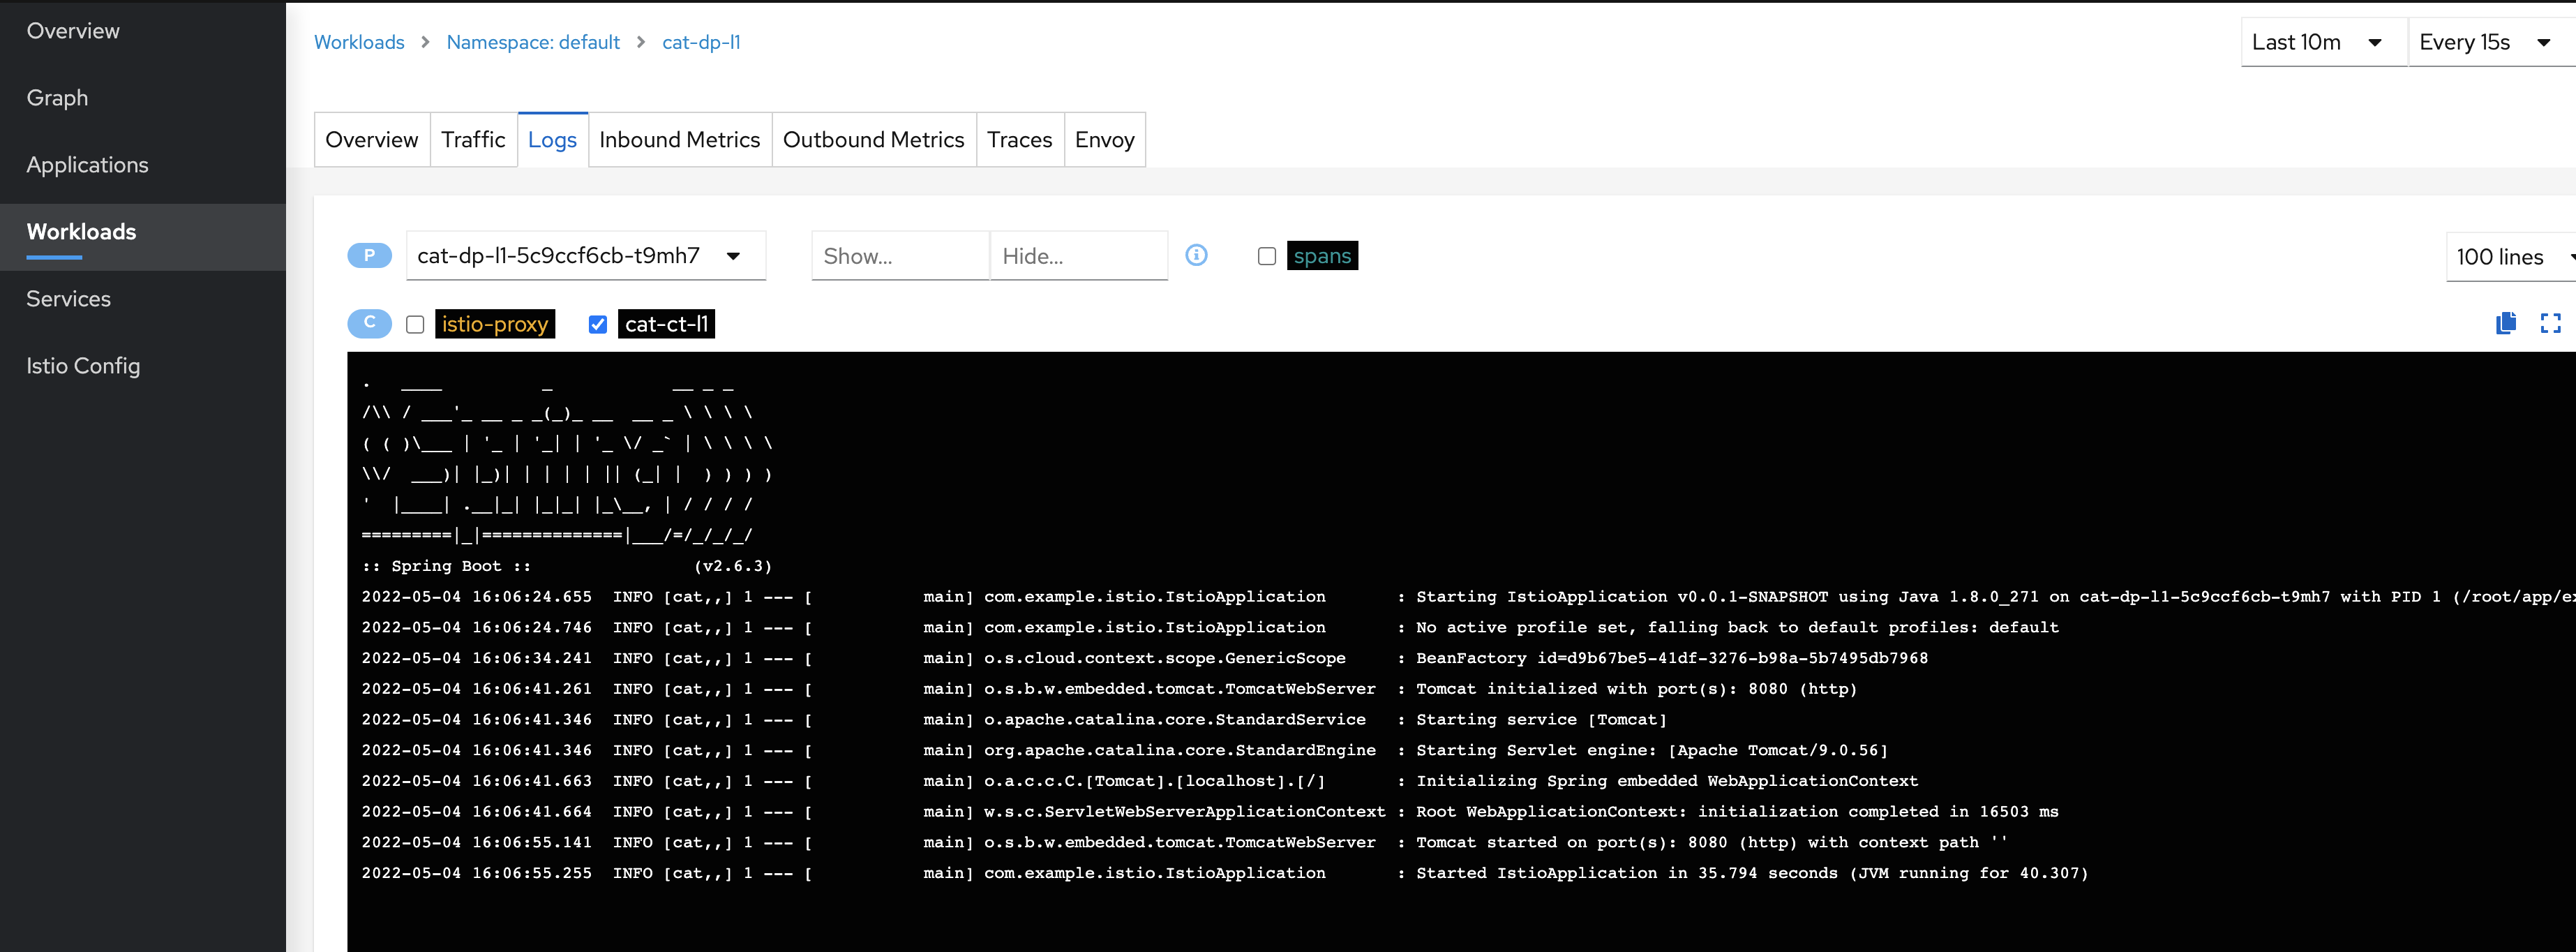 Overview
Graph
Applications
Workloads
Services
Istio Config
Workloads > Namespace: default > cat-dp-l1
Last 10m
Every 15s
Overview Traffic Logs Inbound Metrics Outbound Metrics Traces Envoy
P cat-dp-l1-5c9ccf6cb-t9mh7 Show... Hide... spans 100 lines
C istio-proxy cat-ct-l1
.   ____          _            __ _ _
/\\ / ___'_ __ _ _(_)_ __  __ _ \ \ \ \
( ( )\___ | '_ | '_| | '_ \/ _` | \ \ \ \
\\/  ___)| |_)| | | | | || (_| |  ) ) ) )
'  |____| .__|_| |_|_| |_\__, | / / / /
=========|_|==============|___/=/_/_/_/
:: Spring Boot ::                (v2.6.3)
2022-05-04 16:06:24.655  INFO [cat,,] 1 --- [           main] com.example.istio.IstioApplication       : Starting IstioApplication v0.0.1-SNAPSHOT using Java 1.8.0_271 on cat-dp-l1-5c9ccf6cb-t9mh7 with PID 1 (/root/app/e
2022-05-04 16:06:24.746  INFO [cat,,] 1 --- [           main] com.example.istio.IstioApplication       : No active profile set, falling back to default profiles: default
2022-05-04 16:06:34.241  INFO [cat,,] 1 --- [           main] o.s.cloud.context.scope.GenericScope     : BeanFactory id=d9b67be5-41df-3276-b98a-5b7495db7968
2022-05-04 16:06:41.261  INFO [cat,,] 1 --- [           main] o.s.b.w.embedded.tomcat.TomcatWebServer  : Tomcat initialized with port(s): 8080 (http)
2022-05-04 16:06:41.346  INFO [cat,,] 1 --- [           main] o.apache.catalina.core.StandardService   : Starting service [Tomcat]
2022-05-04 16:06:41.346  INFO [cat,,] 1 --- [           main] org.apache.catalina.core.StandardEngine  : Starting Servlet engine: [Apache Tomcat/9.0.56]
2022-05-04 16:06:41.663  INFO [cat,,] 1 --- [           main] o.a.c.c.C.[Tomcat].[localhost].[/]       : Initializing Spring embedded WebApplicationContext
2022-05-04 16:06:41.664  INFO [cat,,] 1 --- [           main] w.s.c.ServletWebServerApplicationContext : Root WebApplicationContext: initialization completed in 16503 ms
2022-05-04 16:06:55.141  INFO [cat,,] 1 --- [           main] o.s.b.w.embedded.tomcat.TomcatWebServer  : Tomcat started on port(s): 8080 (http) with context path ''
2022-05-04 16:06:55.255  INFO [cat,,] 1 --- [           main] com.example.istio.IstioApplication       : Started IstioApplication in 35.794 seconds (JVM running for 40.307)